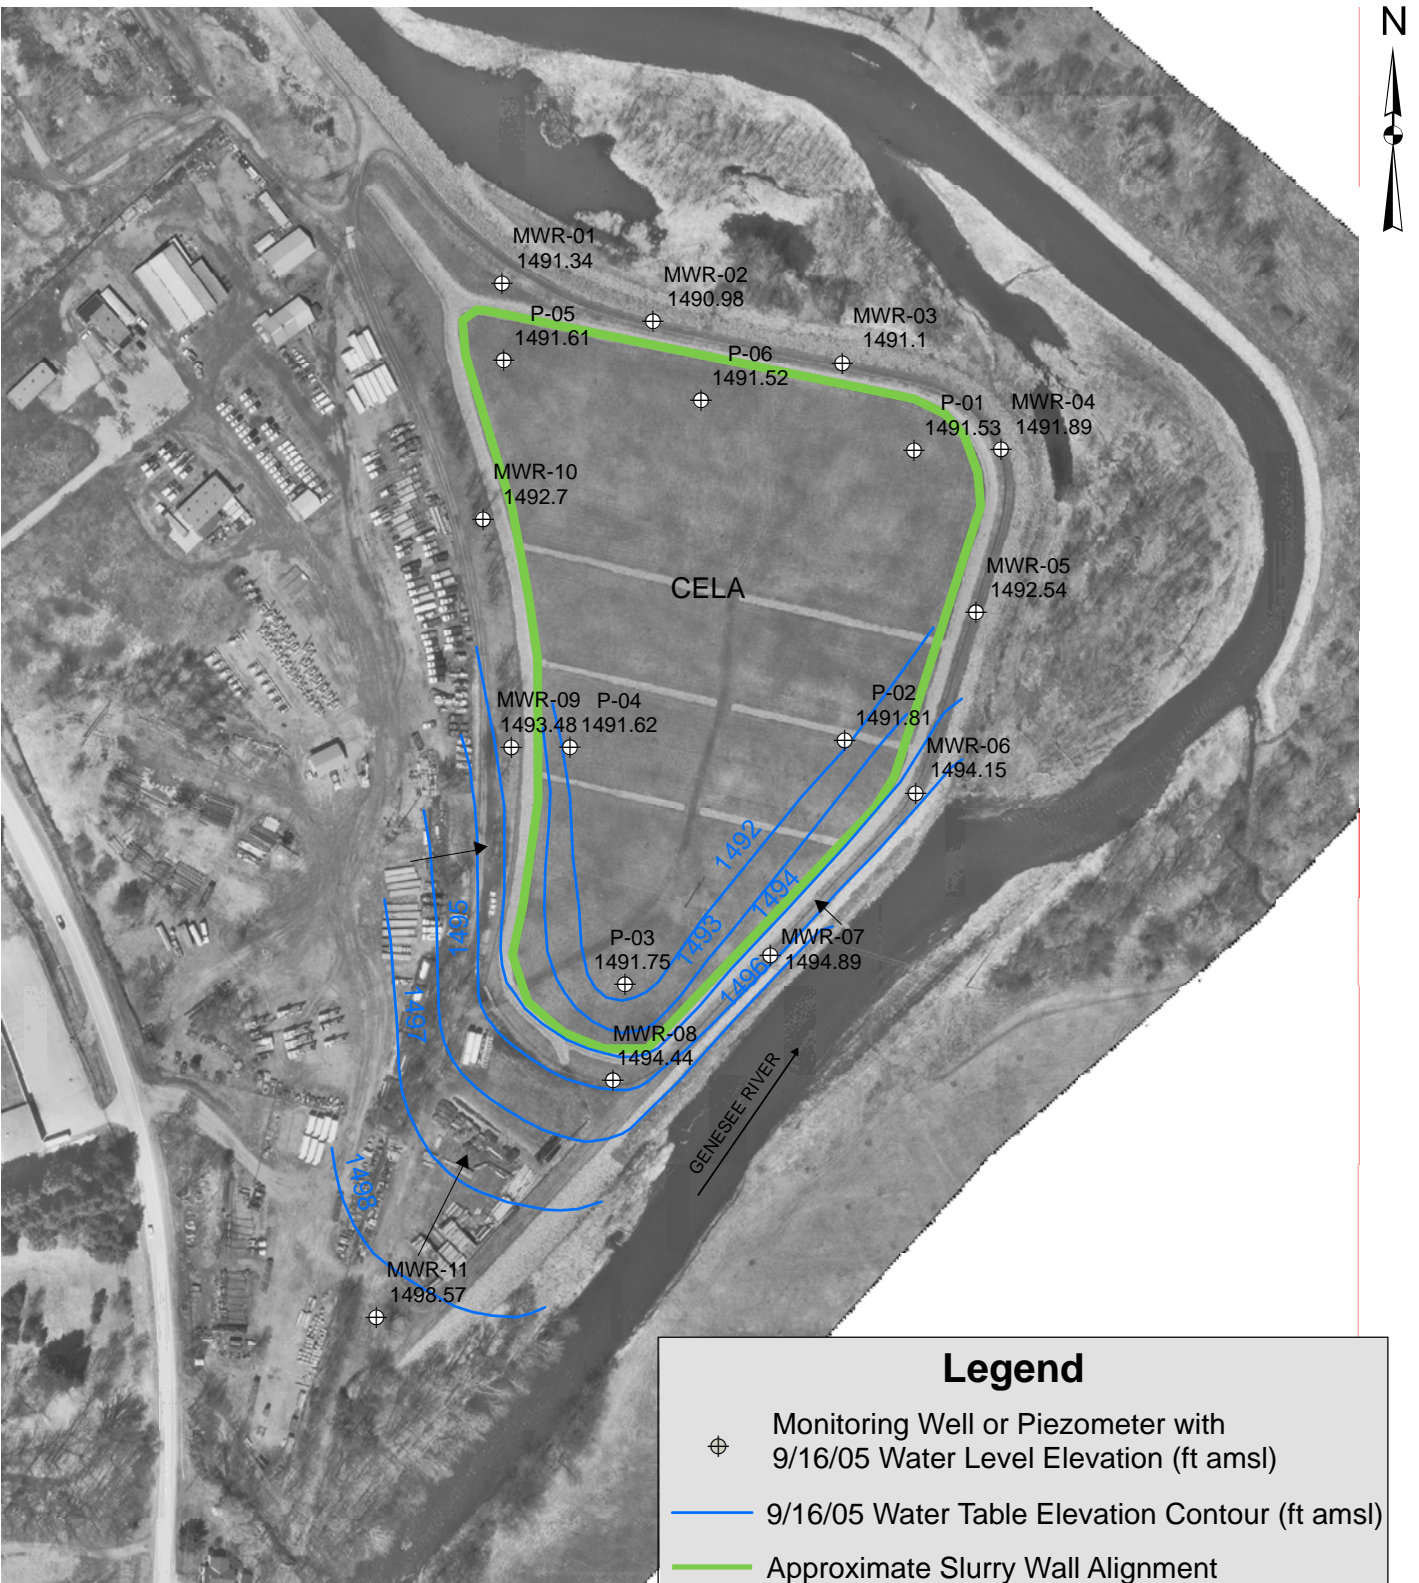 N
MWR-01
1491.34
MWR-02
1490.98
P-05
1491.61
MWR-03
1491.1
P-06
1491.52
P-01
1491.53
MWR-04
1491.89
MWR-10
1492.7
CELA
MWR-05
1492.54
MWR-09
1493.48
P-04
1491.62
P-02
1491.81
MWR-06
1494.15
1492
1494
1493
1495
P-03
1491.75
MWR-07
1494.89
1496
1497
MWR-08
1494.44
GENESEE RIVER
1498
MWR-11
1498.57
Legend
Monitoring Well or Piezometer with
9/16/05 Water Level Elevation (ft amsl)
9/16/05 Water Table Elevation Contour (ft amsl)
Approximate Slurry Wall Alignment